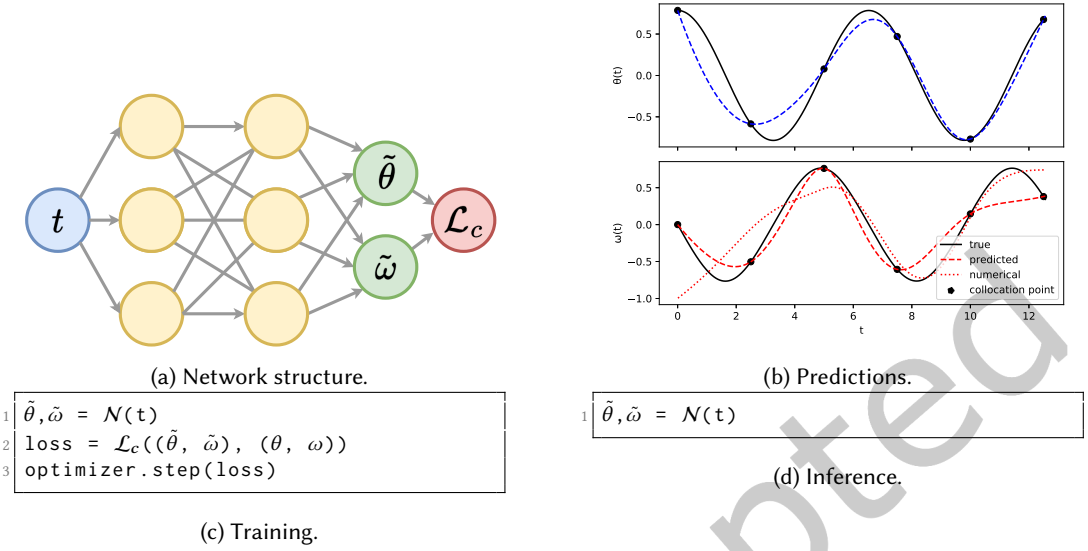 t
θ̃
ω̃
ℒc
(a) Network structure.
θ(t)
0.5
0.0
−0.5
ω(t)
0.5
0.0
−0.5
−1.0
true
predicted
numerical
collocation point
0 2 4 6 8 10 12
t
(b) Predictions.
1 θ̃,ω̃ = 𝒩(t)
2 loss = ℒc((θ̃, ω̃), (θ, ω))
3 optimizer.step(loss)
(c) Training.
1 θ̃,ω̃ = 𝒩(t)
(d) Inference.
pted